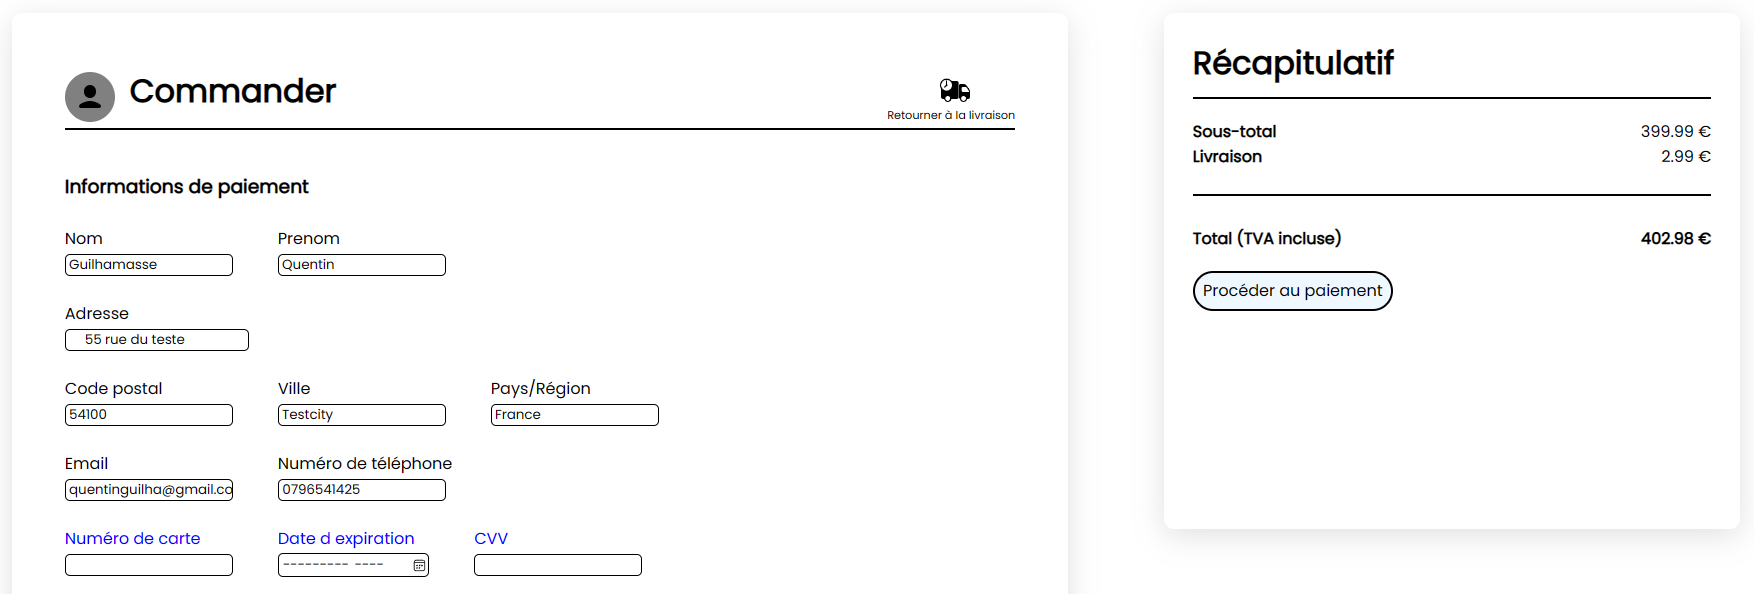 Commander
Retourner à la livraison
Informations de paiement
Nom Prenom
Guilhamasse Quentin
Adresse
55 rue du teste
Code postal Ville Pays/Région
54100 Testcity France
Email Numéro de téléphone
quentinguilha@gmail.co 0796541425
Numéro de carte Date d expiration CVV
--------- ----
Récapitulatif
Sous-total 399.99 €
Livraison 2.99 €
Total (TVA incluse) 402.98 €
Procéder au paiement